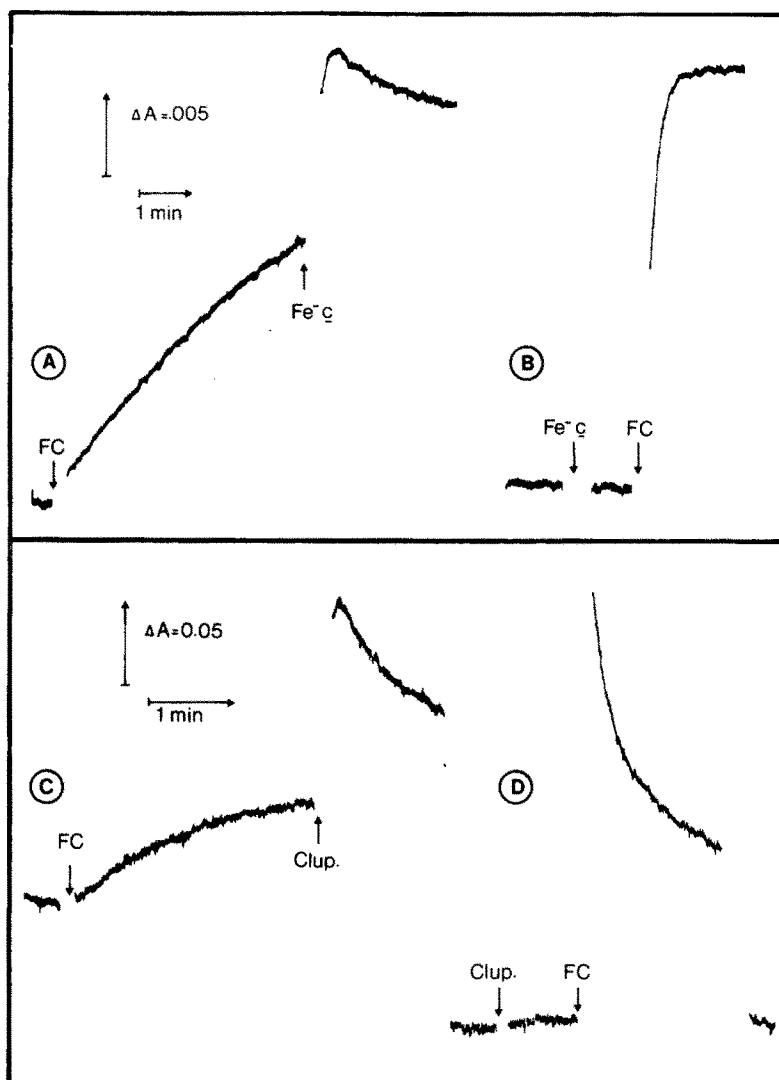 ΔA=.005
1 min
Fe⁻c
A
FC
B
Fe⁻c FC
ΔA=0.05
1 min
C
FC
Clup.
D
Clup. FC